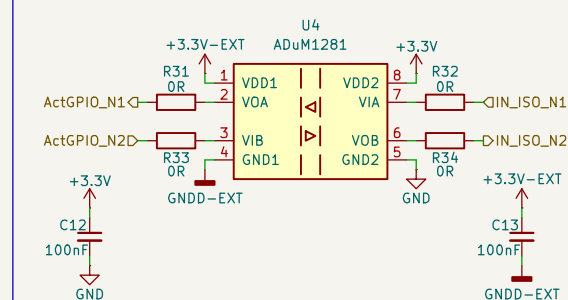 U4
ADuM1281
+3.3V-EXT
+3.3V
R31
0R
R32
0R
1
VDD1
VDD2
8
ActGPIO_N1
2
VOA
VIA
7
IN_ISO_N1
ActGPIO_N2
3
VIB
VOB
6
IN_ISO_N2
4
GND1
GND2
5
R33
0R
R34
0R
GNDD-EXT
GND
+3.3V
+3.3V-EXT
C12
100nF
C13
100nF
GND
GNDD-EXT